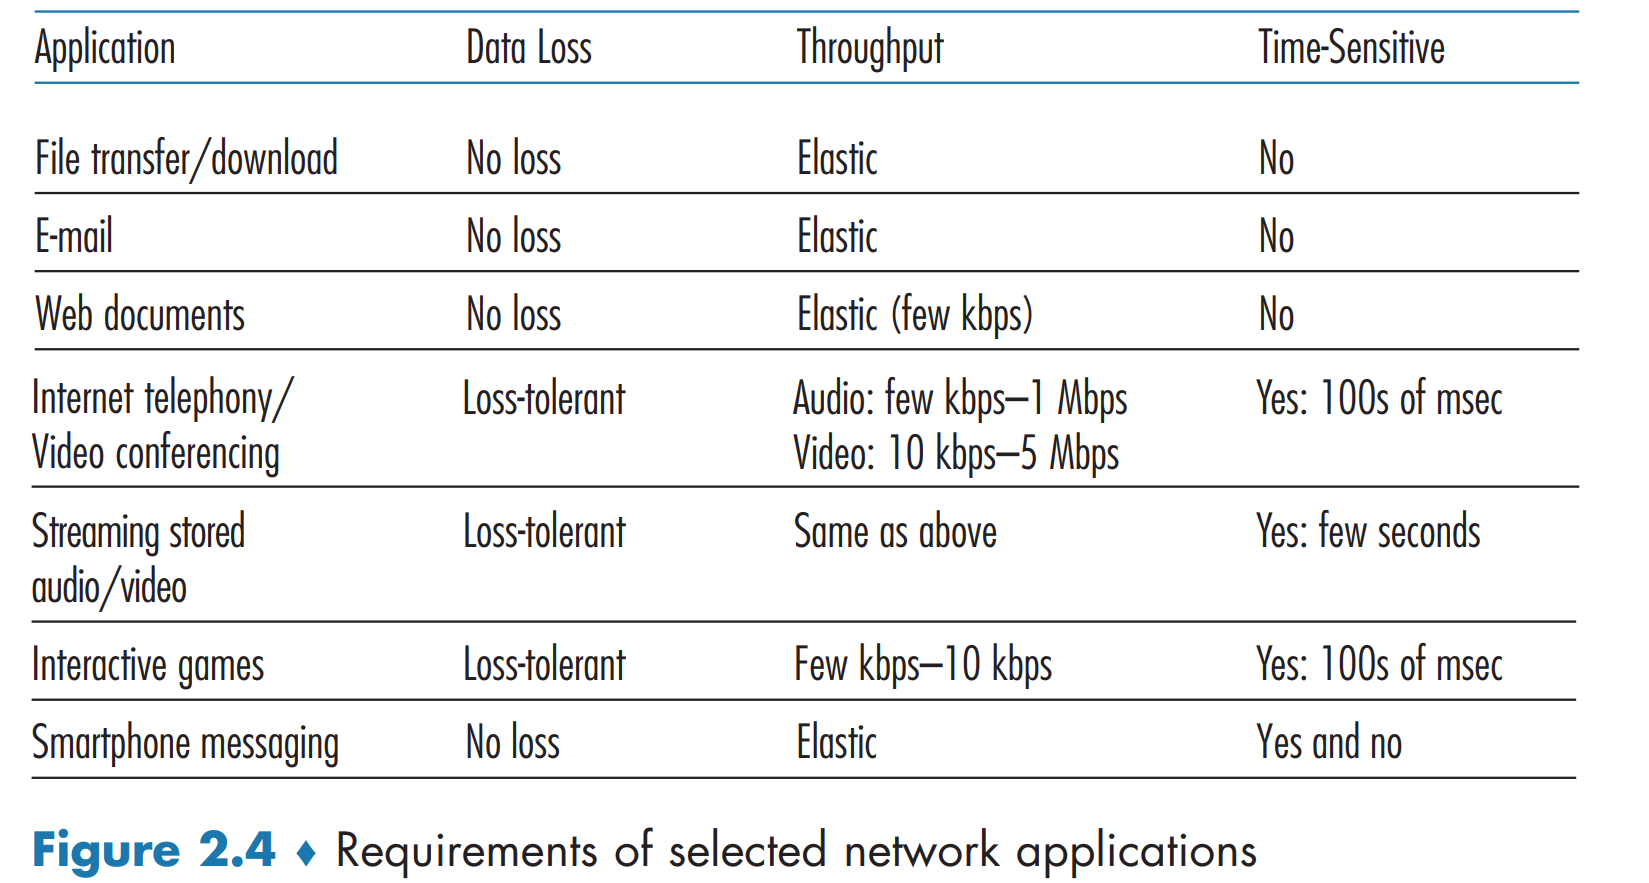 Application Data Loss Throughput Time-Sensitive
File transfer/download No loss Elastic No
E-mail No loss Elastic No
Web documents No loss Elastic (few kbps) No
Internet telephony/ Loss-tolerant Audio: few kbps–1 Mbps Yes: 100s of msec
Video conferencing Video: 10 kbps–5 Mbps
Streaming stored Loss-tolerant Same as above Yes: few seconds
audio/video
Interactive games Loss-tolerant Few kbps–10 kbps Yes: 100s of msec
Smartphone messaging No loss Elastic Yes and no
Figure 2.4 ♦ Requirements of selected network applications